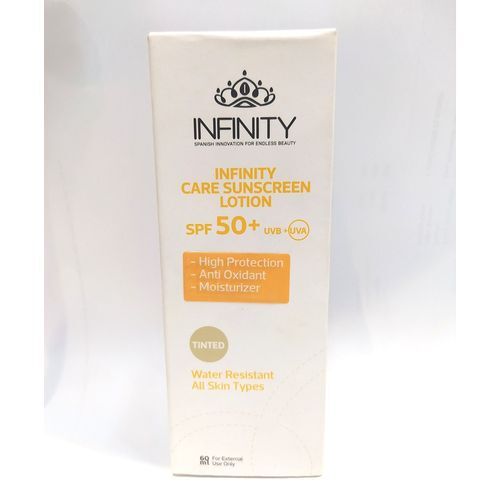 INFINITY
SPANISH INNOVATION FOR ENDLESS BEAUTY
INFINITY
CARE SUNSCREEN
LOTION
SPF 50+ UVB + UVA
- High Protection
- Anti Oxidant
- Moisturizer
TINTED
Water Resistant
All Skin Types
60 ml For External
Use Only